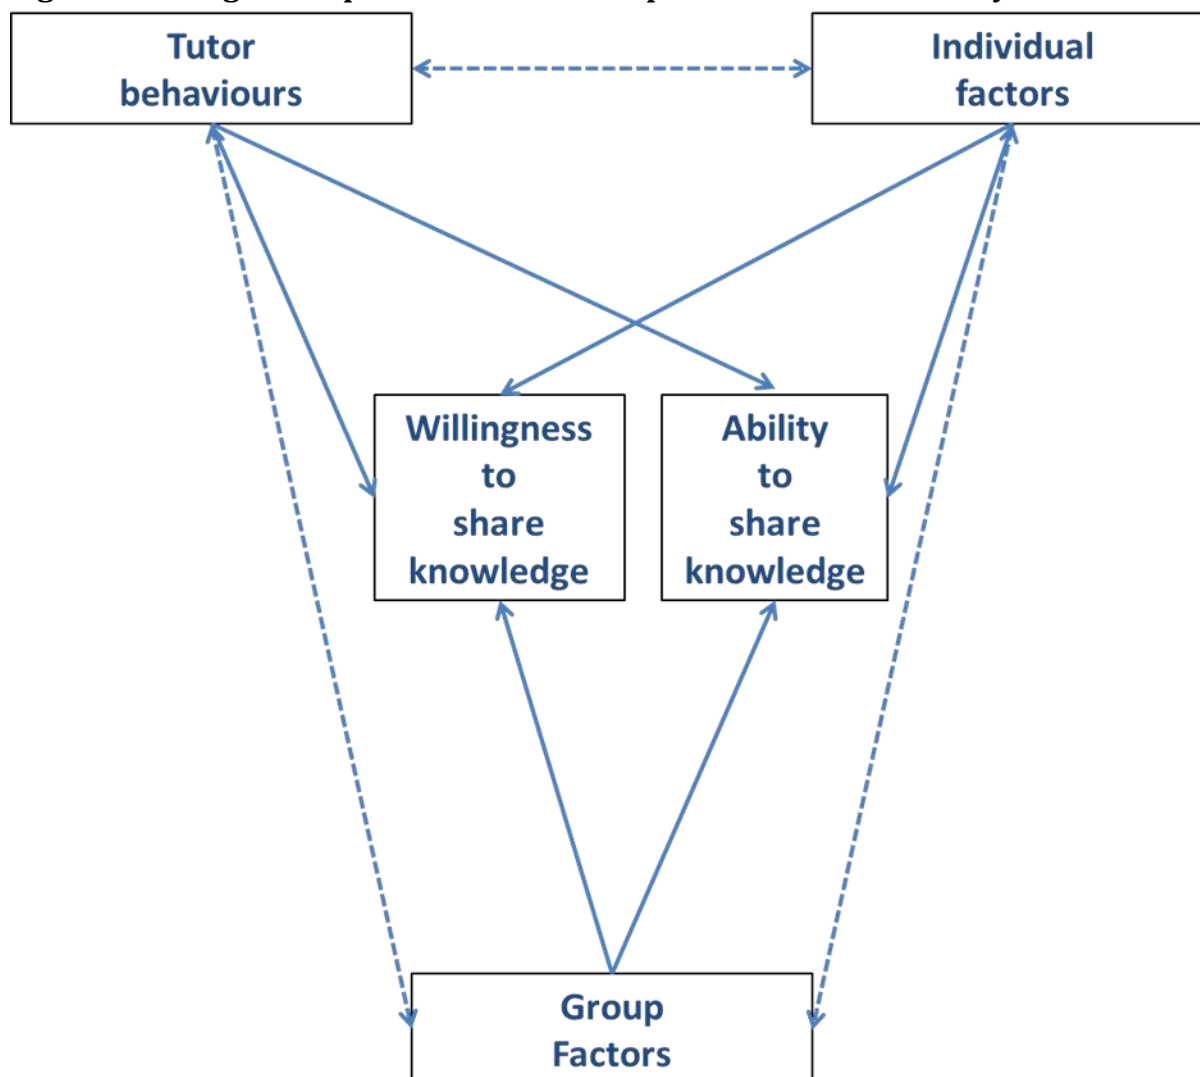 Tutor
behaviours
Individual
factors
Willingness
to
share
knowledge
Ability
to
share
knowledge
Group
Factors